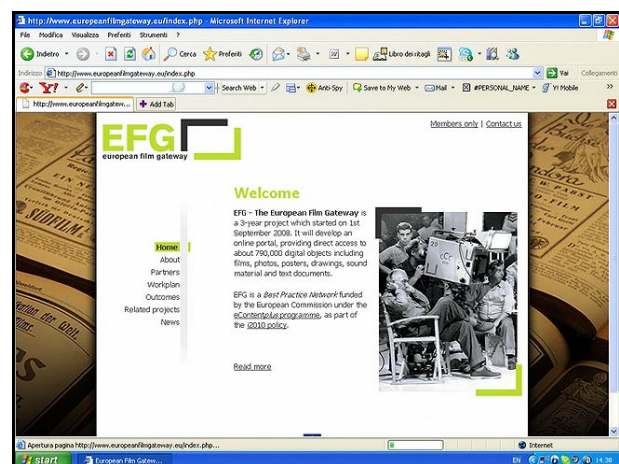 http://www.europeanfilmgateway.eu/index.php - Microsoft Internet Explorer
File Modifica Visualizza Preferiti Strumenti ?
Indietro Cerca Preferiti Libro dei ritagli
Indirizzo http://www.europeanfilmgateway.eu/index.php Vai Collegamenti
Y! Search Web Anti-Spy Save to My Web Mail #PERSONAL_NAME Y! Mobile
http://www.europeanfilmgatew... Add Tab
Members only | Contact us
EFG
european film gateway
Welcome
EFG - The European Film Gateway is
a 3-year project which started on 1st
September 2008. It will develop an
online portal, providing direct access to
about 790,000 digital objects including
films, photos, posters, drawings, sound
material and text documents.
EFG is a Best Practice Network funded
by the European Commission under the
eContentplus programme, as part of
the i2010 policy.
Read more
Home
About
Partners
Workplan
Outcomes
Related projects
News
SÜDFILM
Apertura pagina http://www.europeanfilmgateway.eu/index.php... Internet
start European Film Gatew... EN 14.30